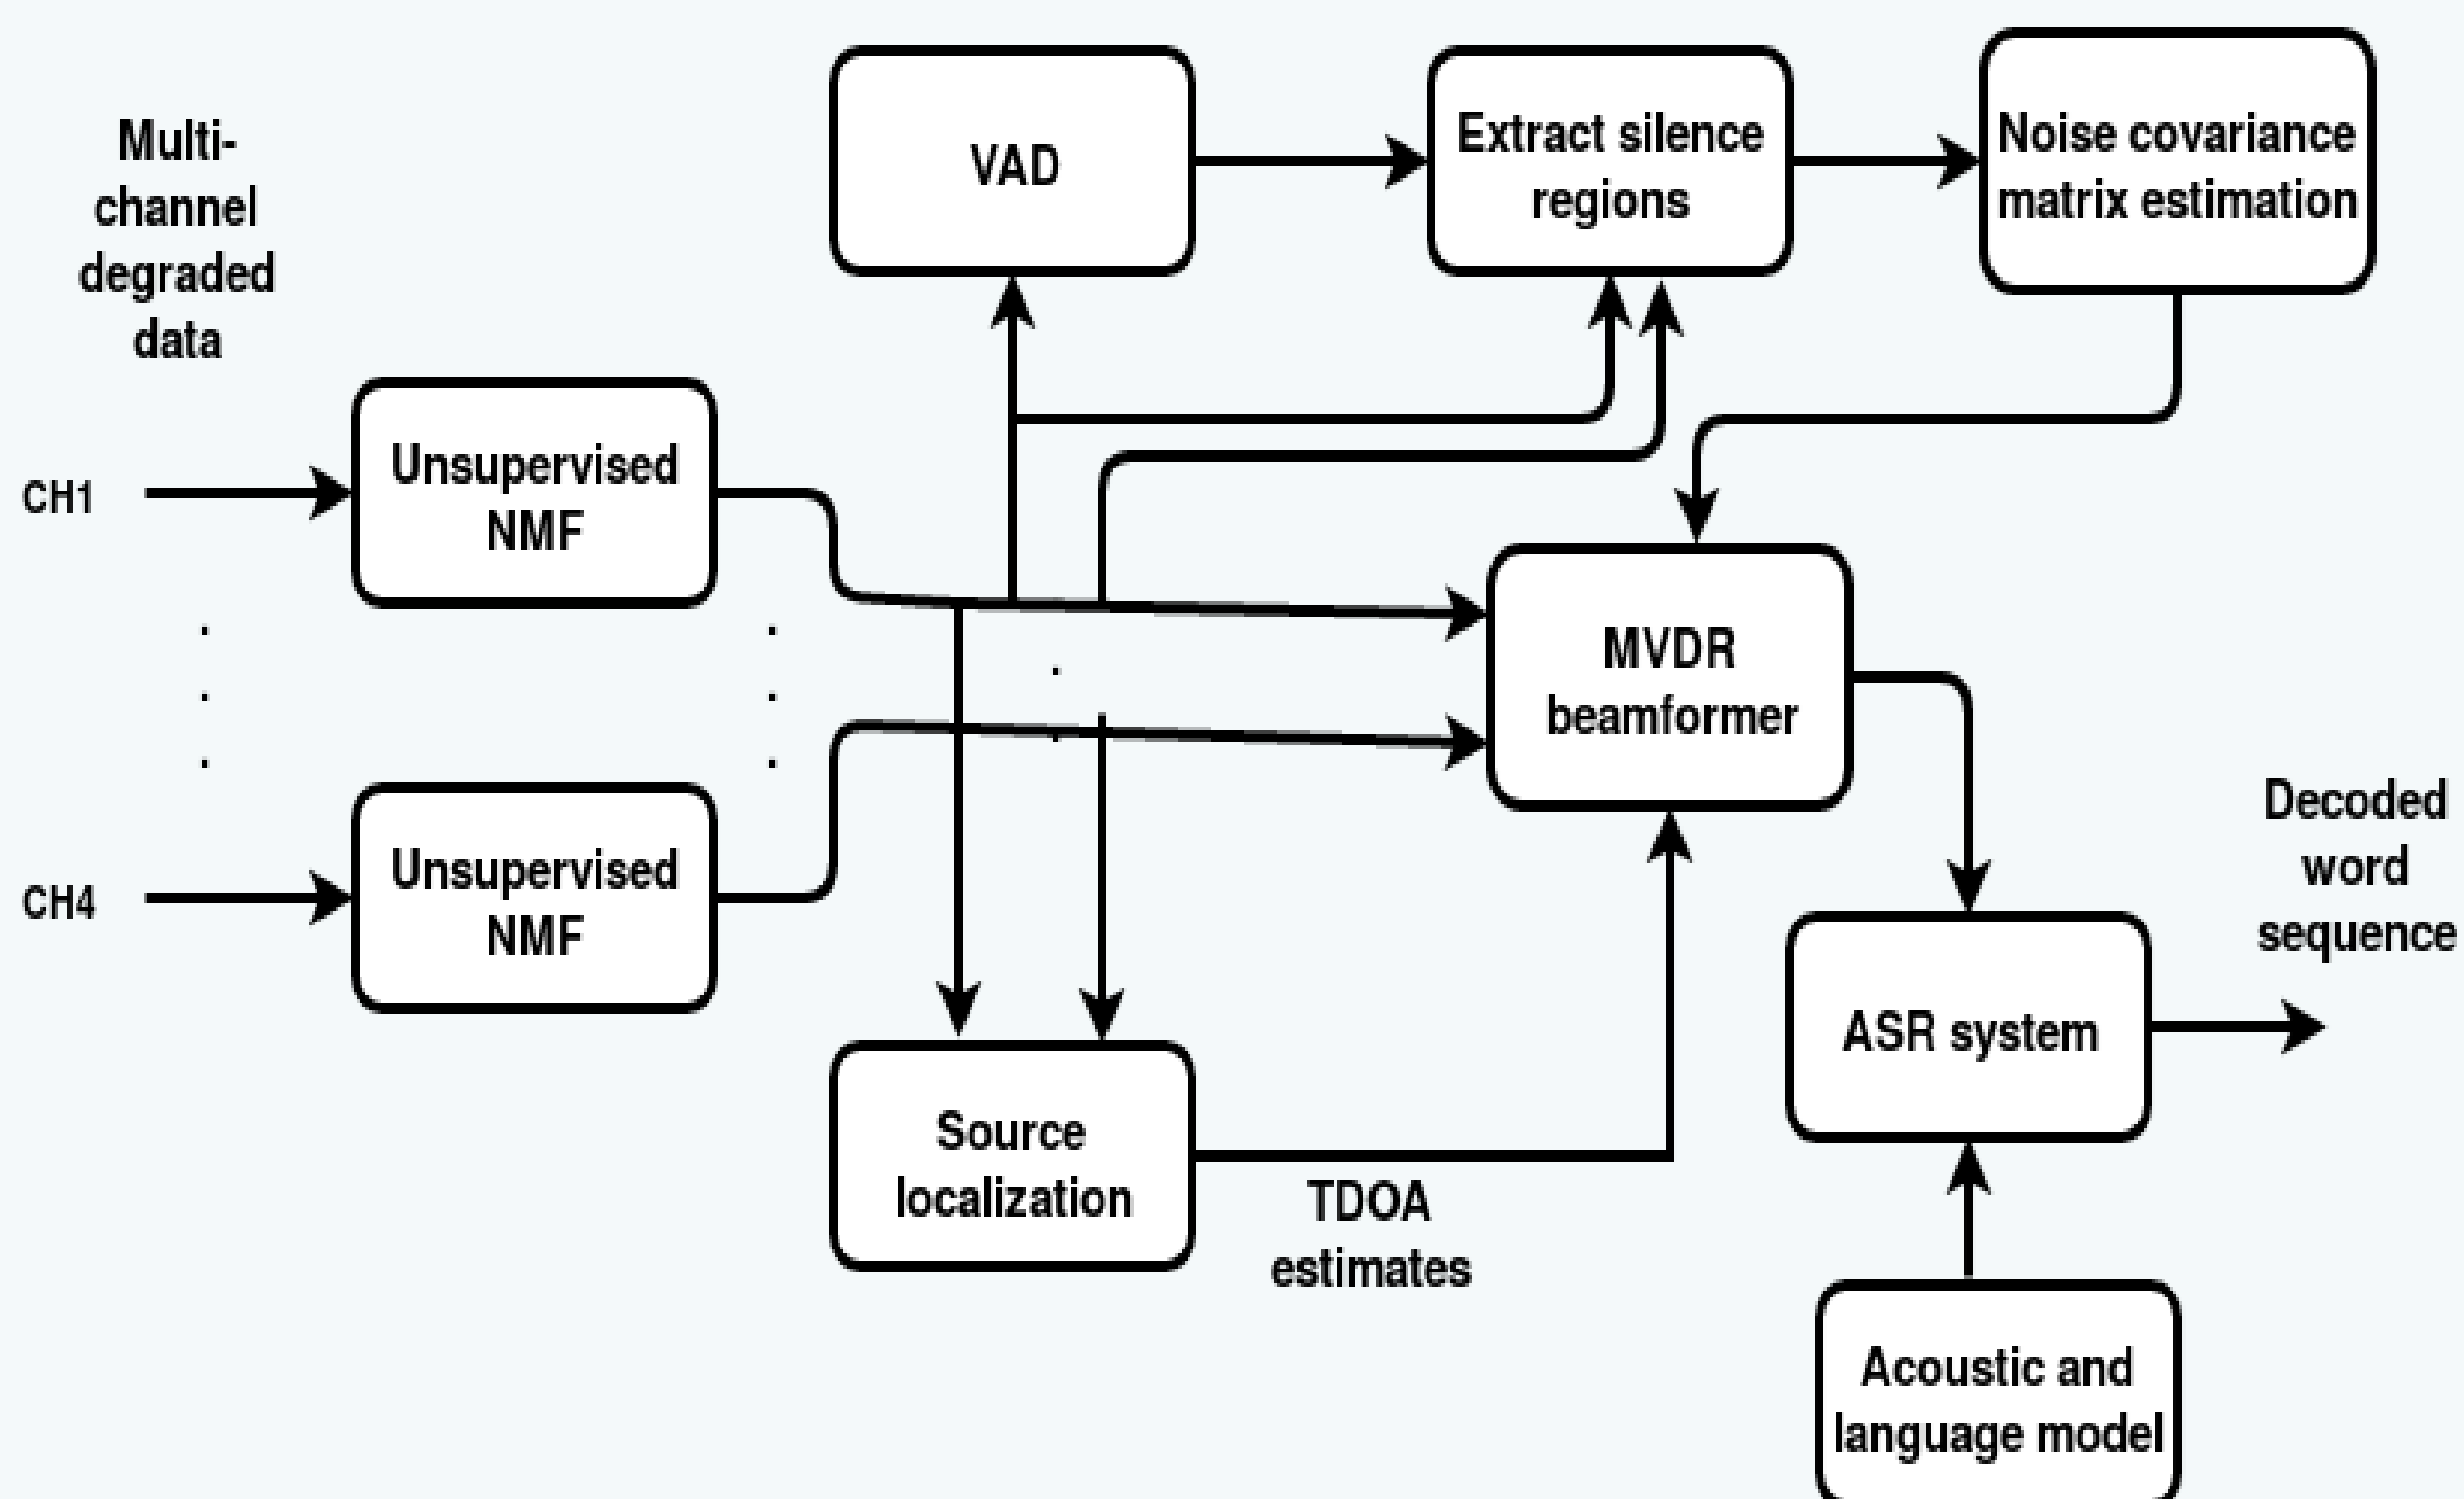 Multi-
channel
degraded
data
VAD
Extract silence
regions
Noise covariance
matrix estimation
CH1
Unsupervised
NMF
MVDR
beamformer
CH4
Unsupervised
NMF
Decoded
word
sequence
ASR system
Source
localization
TDOA
estimates
Acoustic and
language model